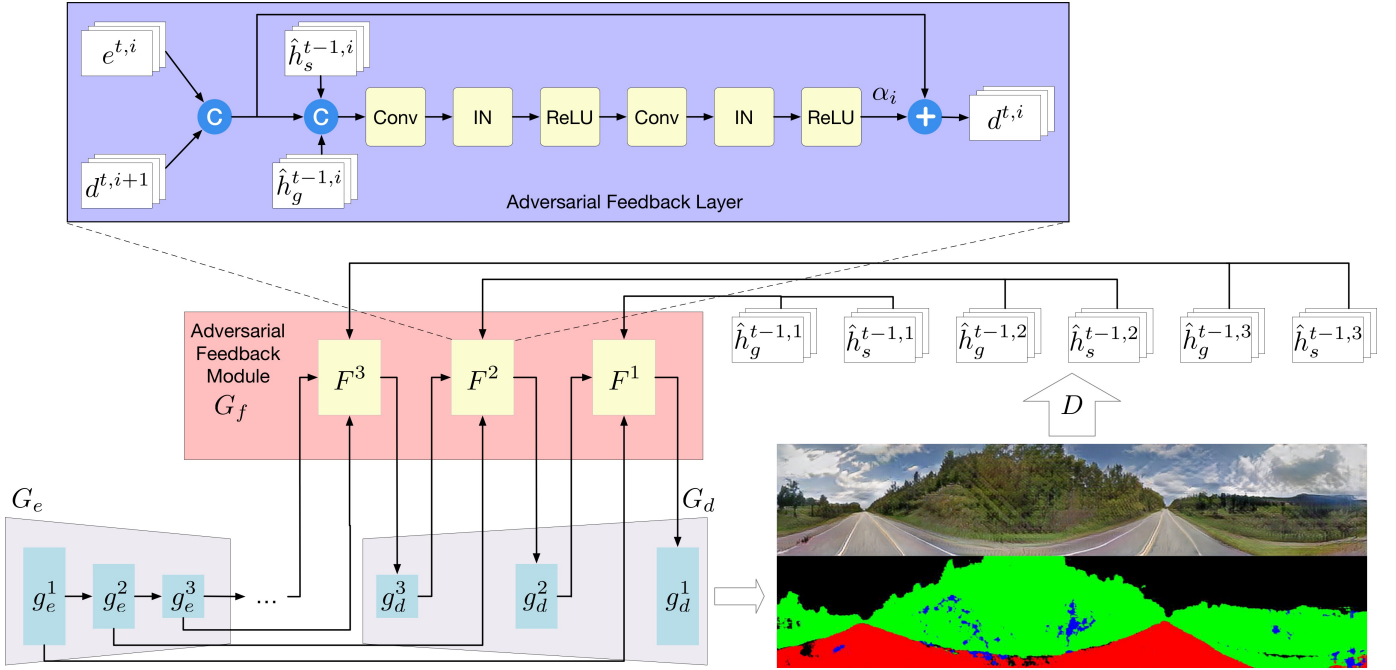 e^{t,i}
ĥ_s^{t−1,i}
C
C
Conv
IN
ReLU
Conv
IN
ReLU
α_i
+
d^{t,i}
d^{t,i+1}
ĥ_g^{t−1,i}
Adversarial Feedback Layer
Adversarial
Feedback
Module
G_f
F^3
F^2
F^1
ĥ_g^{t−1,1}
ĥ_s^{t−1,1}
ĥ_g^{t−1,2}
ĥ_s^{t−1,2}
ĥ_g^{t−1,3}
ĥ_s^{t−1,3}
D
G_e
G_d
g_e^1
g_e^2
g_e^3
...
g_d^3
g_d^2
g_d^1